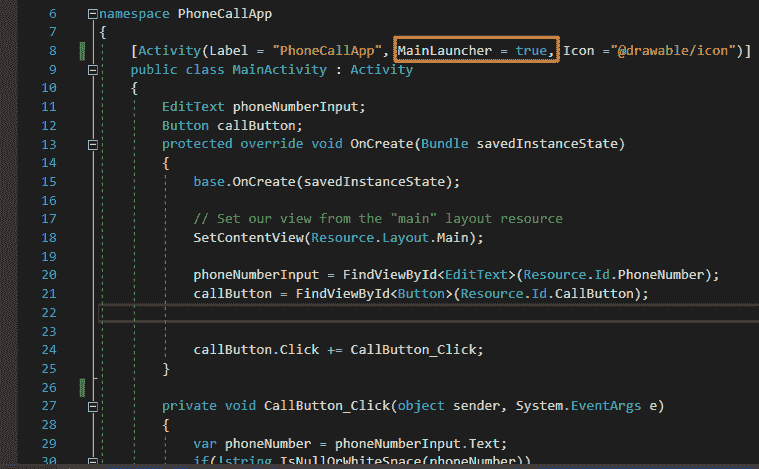 6 namespace PhoneCallApp
7 {
8 [Activity(Label = "PhoneCallApp", MainLauncher = true, Icon ="@drawable/icon")]
9 public class MainActivity : Activity
10 {
11 EditText phoneNumberInput;
12 Button callButton;
13 protected override void OnCreate(Bundle savedInstanceState)
14 {
15 base.OnCreate(savedInstanceState);
16
17 // Set our view from the "main" layout resource
18 SetContentView(Resource.Layout.Main);
19
20 phoneNumberInput = FindViewById<EditText>(Resource.Id.PhoneNumber);
21 callButton = FindViewById<Button>(Resource.Id.CallButton);
22
23
24 callButton.Click += CallButton_Click;
25 }
26
27 private void CallButton_Click(object sender, System.EventArgs e)
28 {
29 var phoneNumber = phoneNumberInput.Text;
30 if(!string.IsNullOrWhiteSpace(phoneNumber))